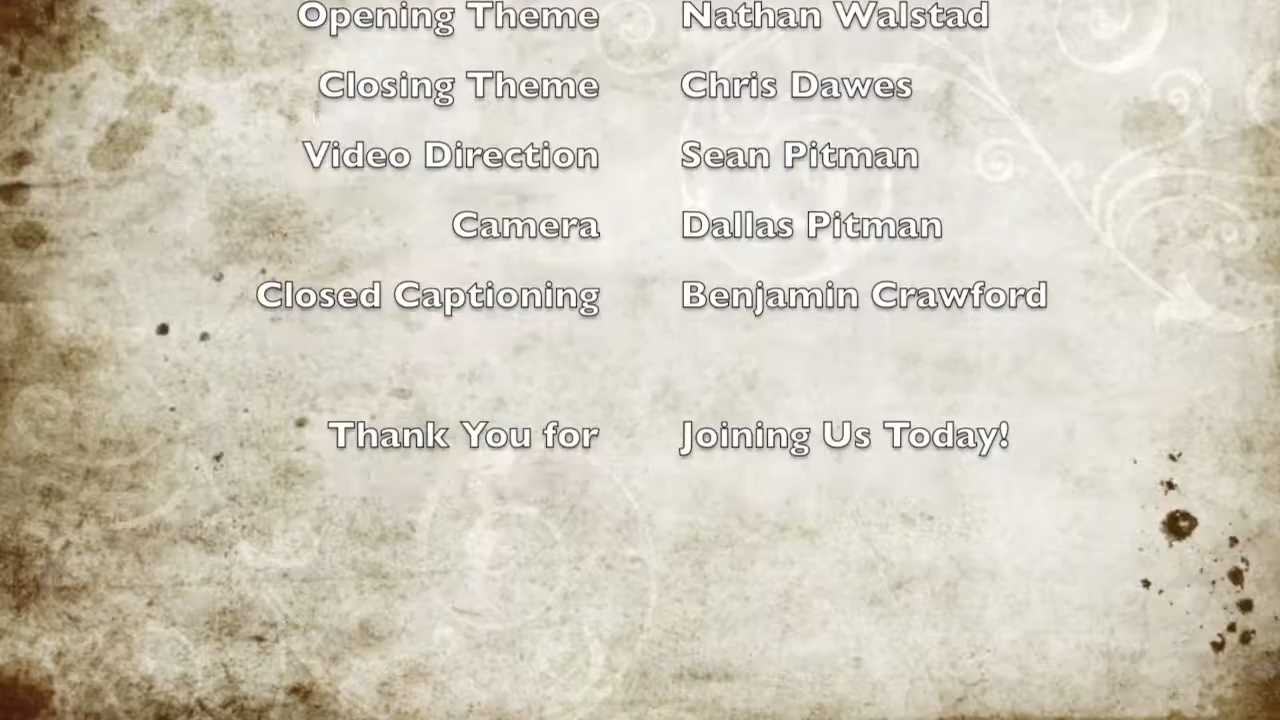 Opening Theme Nathan Walstad
Closing Theme Chris Dawes
Video Direction Sean Pitman
Camera Dallas Pitman
Closed Captioning Benjamin Crawford
Thank You for Joining Us Today!